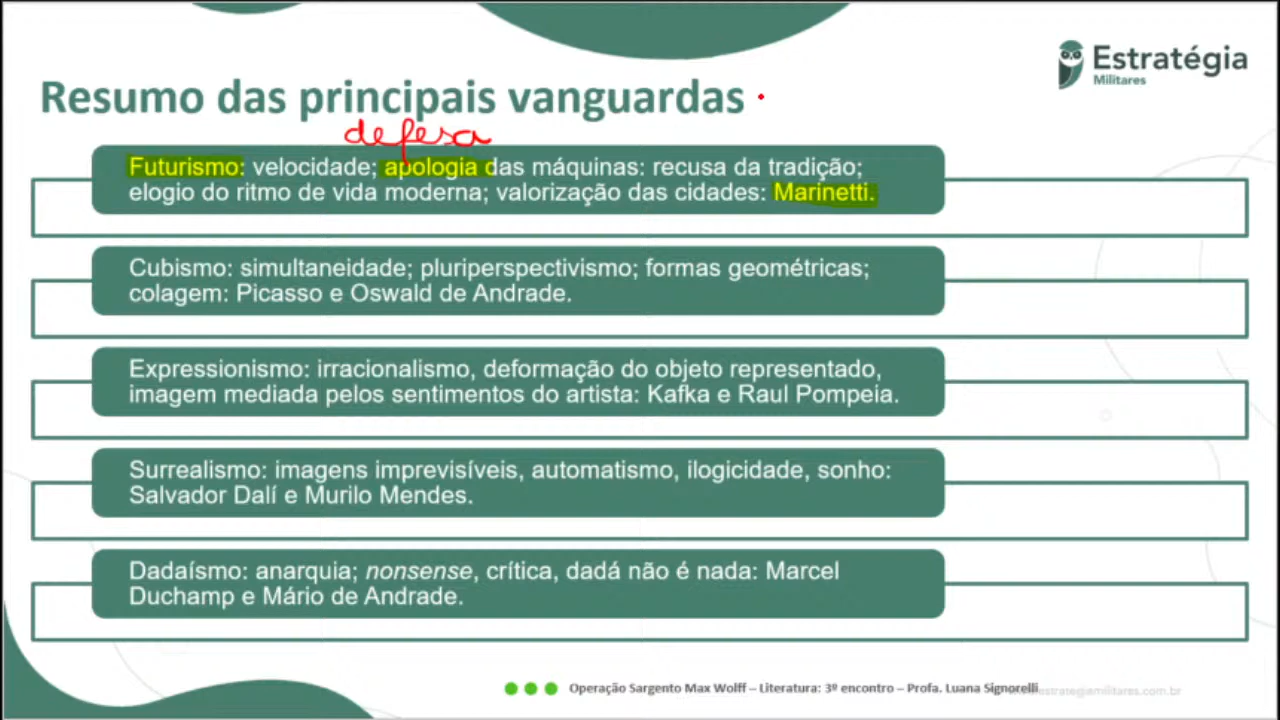 Estratégia
Militares
Resumo das principais vanguardas
defesa
Futurismo: velocidade; apologia das máquinas: recusa da tradição;
elogio do ritmo de vida moderna; valorização das cidades: Marinetti.
Cubismo: simultaneidade; pluriperspectivismo; formas geométricas;
colagem: Picasso e Oswald de Andrade.
Expressionismo: irracionalismo, deformação do objeto representado,
imagem mediada pelos sentimentos do artista: Kafka e Raul Pompeia.
Surrealismo: imagens imprevisíveis, automatismo, ilogicidade, sonho:
Salvador Dalí e Murilo Mendes.
Dadaísmo: anarquia; nonsense, crítica, dadá não é nada: Marcel
Duchamp e Mário de Andrade.
Operação Sargento Max Wolff – Literatura: 3º encontro – Profa. Luana Signorelli